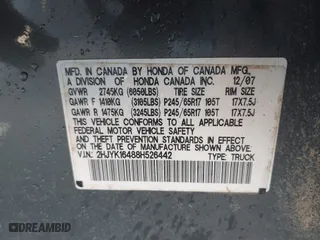 MFD. IN CANADA BY HONDA OF CANADA MFG.
A DIVISION OF HONDA CANADA INC. 12/07
GVWR 2745KG (6050LBS) TIRE SIZE RIM SIZE
GAWR F 1410KG (3105LBS) P245/65R17 105T 17X7.5J
GAWR R 1475KG (3245LBS) P245/65R17 105T 17X7.5J
THIS VEHICLE CONFORMS TO ALL APPLICABLE
FEDERAL MOTOR VEHICLE SAFETY AND
THEFT PREVENTION STANDARDS IN EFFECT ON
THE DATE OF MANUFACTURE SHOWN ABOVE.
V.I.N: 2HJYK16488H526442 TYPE: TRUCK